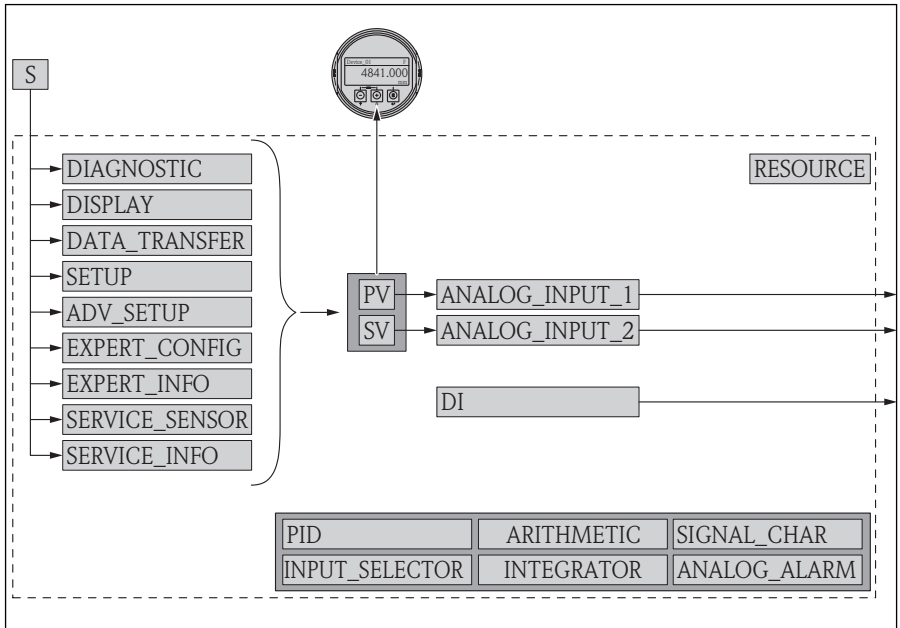 S
Device_01 F
4841.000
mm
DIAGNOSTIC
DISPLAY
DATA_TRANSFER
SETUP
ADV_SETUP
EXPERT_CONFIG
EXPERT_INFO
SERVICE_SENSOR
SERVICE_INFO
RESOURCE
PV
SV
ANALOG_INPUT_1
ANALOG_INPUT_2
DI
PID
ARITHMETIC
SIGNAL_CHAR
INPUT_SELECTOR
INTEGRATOR
ANALOG_ALARM